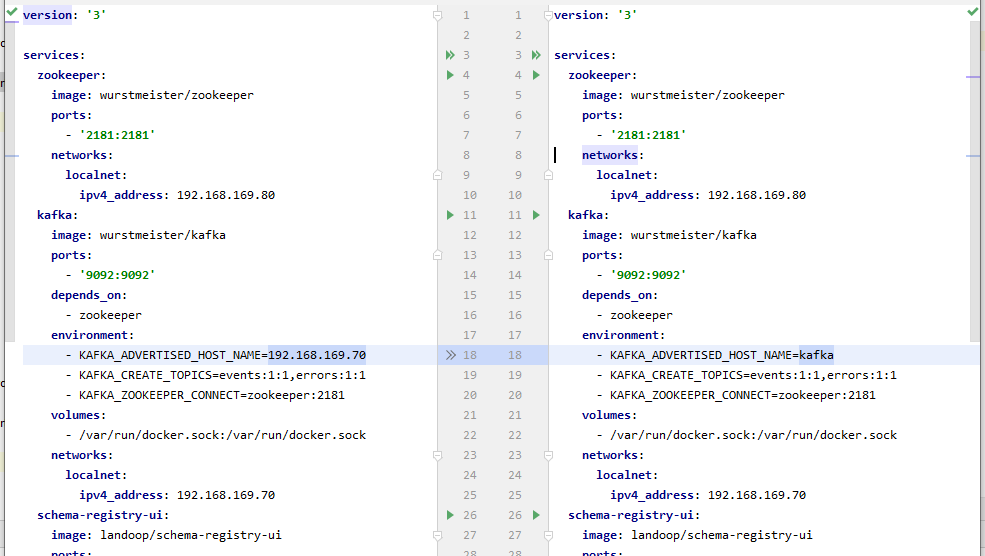 version: '3'

services:
  zookeeper:
    image: wurstmeister/zookeeper
    ports:
      - '2181:2181'
    networks:
      localnet:
        ipv4_address: 192.168.169.80
  kafka:
    image: wurstmeister/kafka
    ports:
      - '9092:9092'
    depends_on:
      - zookeeper
    environment:
      - KAFKA_ADVERTISED_HOST_NAME=192.168.169.70
      - KAFKA_CREATE_TOPICS=events:1:1,errors:1:1
      - KAFKA_ZOOKEEPER_CONNECT=zookeeper:2181
    volumes:
      - /var/run/docker.sock:/var/run/docker.sock
    networks:
      localnet:
        ipv4_address: 192.168.169.70
  schema-registry-ui:
    image: landoop/schema-registry-ui
    ports:
1 1
2 2
3 3
4 4
5 5
6 6
7 7
8 8
9 9
10 10
11 11
12 12
13 13
14 14
15 15
16 16
17 17
18 18
19 19
20 20
21 21
22 22
23 23
24 24
25 25
26 26
27 27
28 28
version: '3'

services:
  zookeeper:
    image: wurstmeister/zookeeper
    ports:
      - '2181:2181'
    networks:
      localnet:
        ipv4_address: 192.168.169.80
  kafka:
    image: wurstmeister/kafka
    ports:
      - '9092:9092'
    depends_on:
      - zookeeper
    environment:
      - KAFKA_ADVERTISED_HOST_NAME=kafka
      - KAFKA_CREATE_TOPICS=events:1:1,errors:1:1
      - KAFKA_ZOOKEEPER_CONNECT=zookeeper:2181
    volumes:
      - /var/run/docker.sock:/var/run/docker.sock
    networks:
      localnet:
        ipv4_address: 192.168.169.70
  schema-registry-ui:
    image: landoop/schema-registry-ui
    ports: